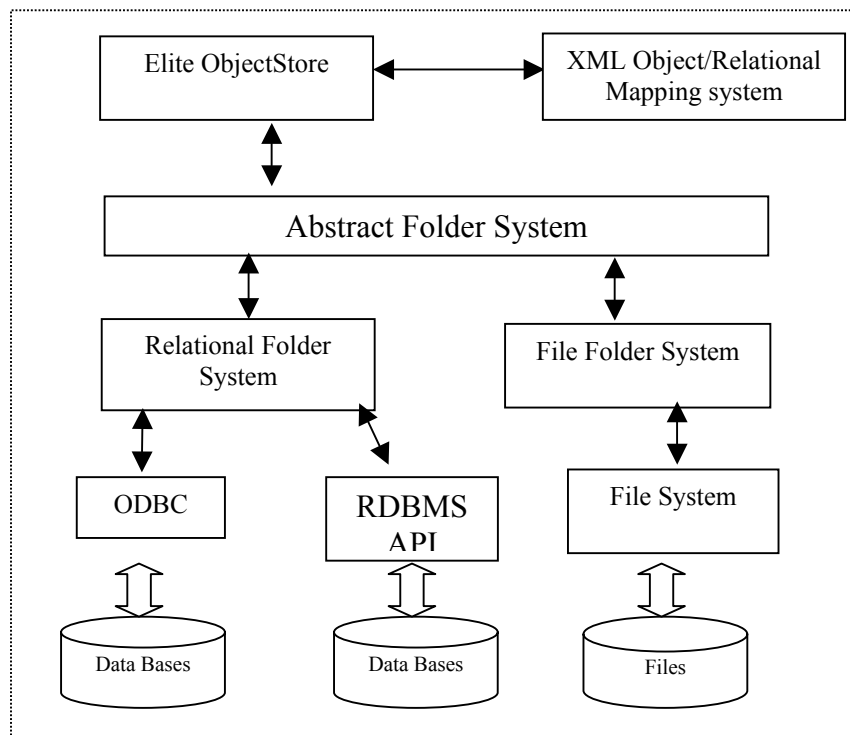 Elite ObjectStore
XML Object/Relational
Mapping system
Abstract Folder System
Relational Folder
System
File Folder System
ODBC
RDBMS
API
File System
Data Bases
Data Bases
Files